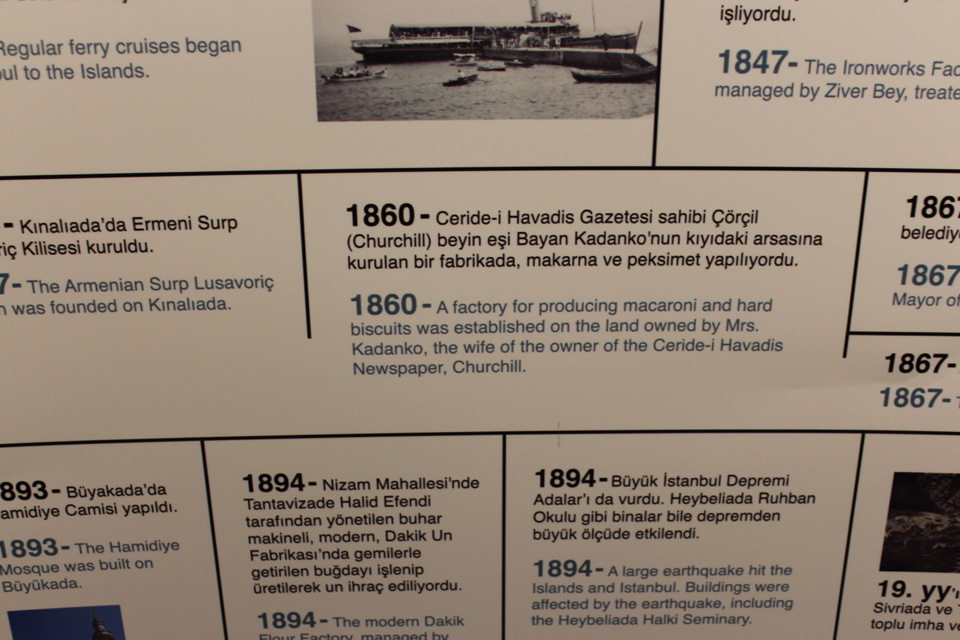 işliyordu.
Regular ferry cruises began
to the Islands.
1847- The Ironworks
managed by Ziver Bey,
- Kınalıada'da Ermeni Surp
Kilisesi kuruldu.
7- The Armenian Surp Lusavoriç
was founded on Kınalıada.
1860 - Ceride-i Havadis Gazetesi sahibi Çörçil
(Churchill) beyin eşi Bayan Kadanko'nun kıyıdaki arsasına
kurulan bir fabrikada, makarna ve peksimet yapılıyordu.
1860 - A factory for producing macaroni and hard
biscuits was established on the land owned by Mrs.
Kadanko, the wife of the owner of the Ceride-i Havadis
Newspaper, Churchill.
1867
1867
Mayor of
1867-
1867-
893- Büyakada'da
amidiye Camisi yapıldı.
1893- The Hamidiye
Mosque was built on
Büyükada.
1894- Nizam Mahallesi'nde
Tantavizade Halid Efendi
tarafından yönetilen buhar
makineli, modern, Dakik Un
Fabrikası'nda gemilerle
getirilen buğdayı işlenip
üretilerek un ihraç ediliyordu.
1894- The modern Dakik
Flour Factory, managed by
1894- Büyük İstanbul Depremi
Adalar'ı da vurdu. Heybeliada Ruhban
Okulu gibi binalar bile depremden
büyük ölçüde etkilendi.
1894- A large earthquake hit the
Islands and Istanbul. Buildings were
affected by the earthquake, including
the Heybeliada Halki Seminary.
19. yy'ı
Sivriada ve
toplu imha